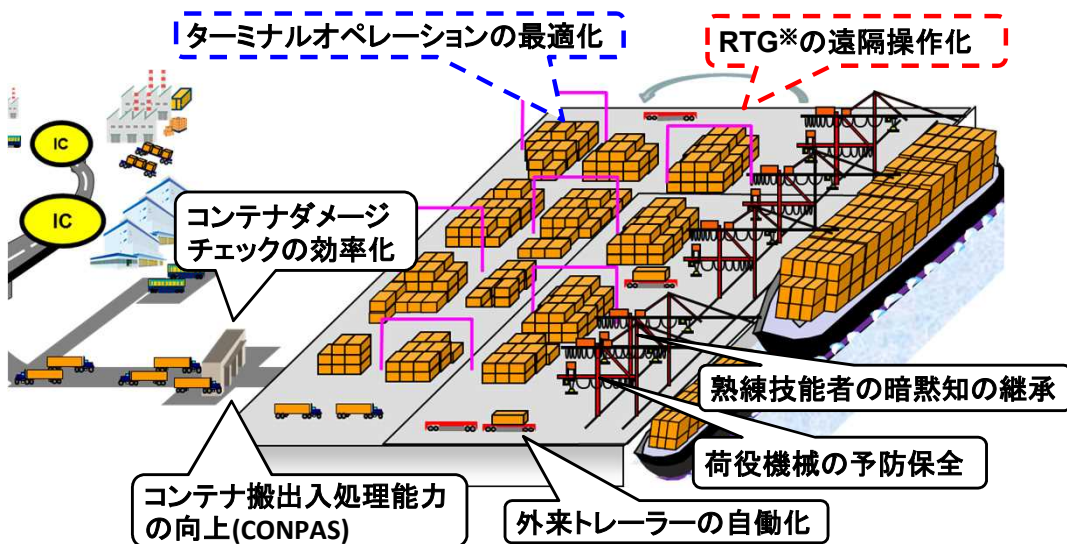 ターミナルオペレーションの最適化
RTG※の遠隔操作化
IC
IC
コンテナダメージ
チェックの効率化
熟練技能者の暗黙知の継承
荷役機械の予防保全
コンテナ搬出入処理能力
の向上(CONPAS)
外来トレーラーの自働化